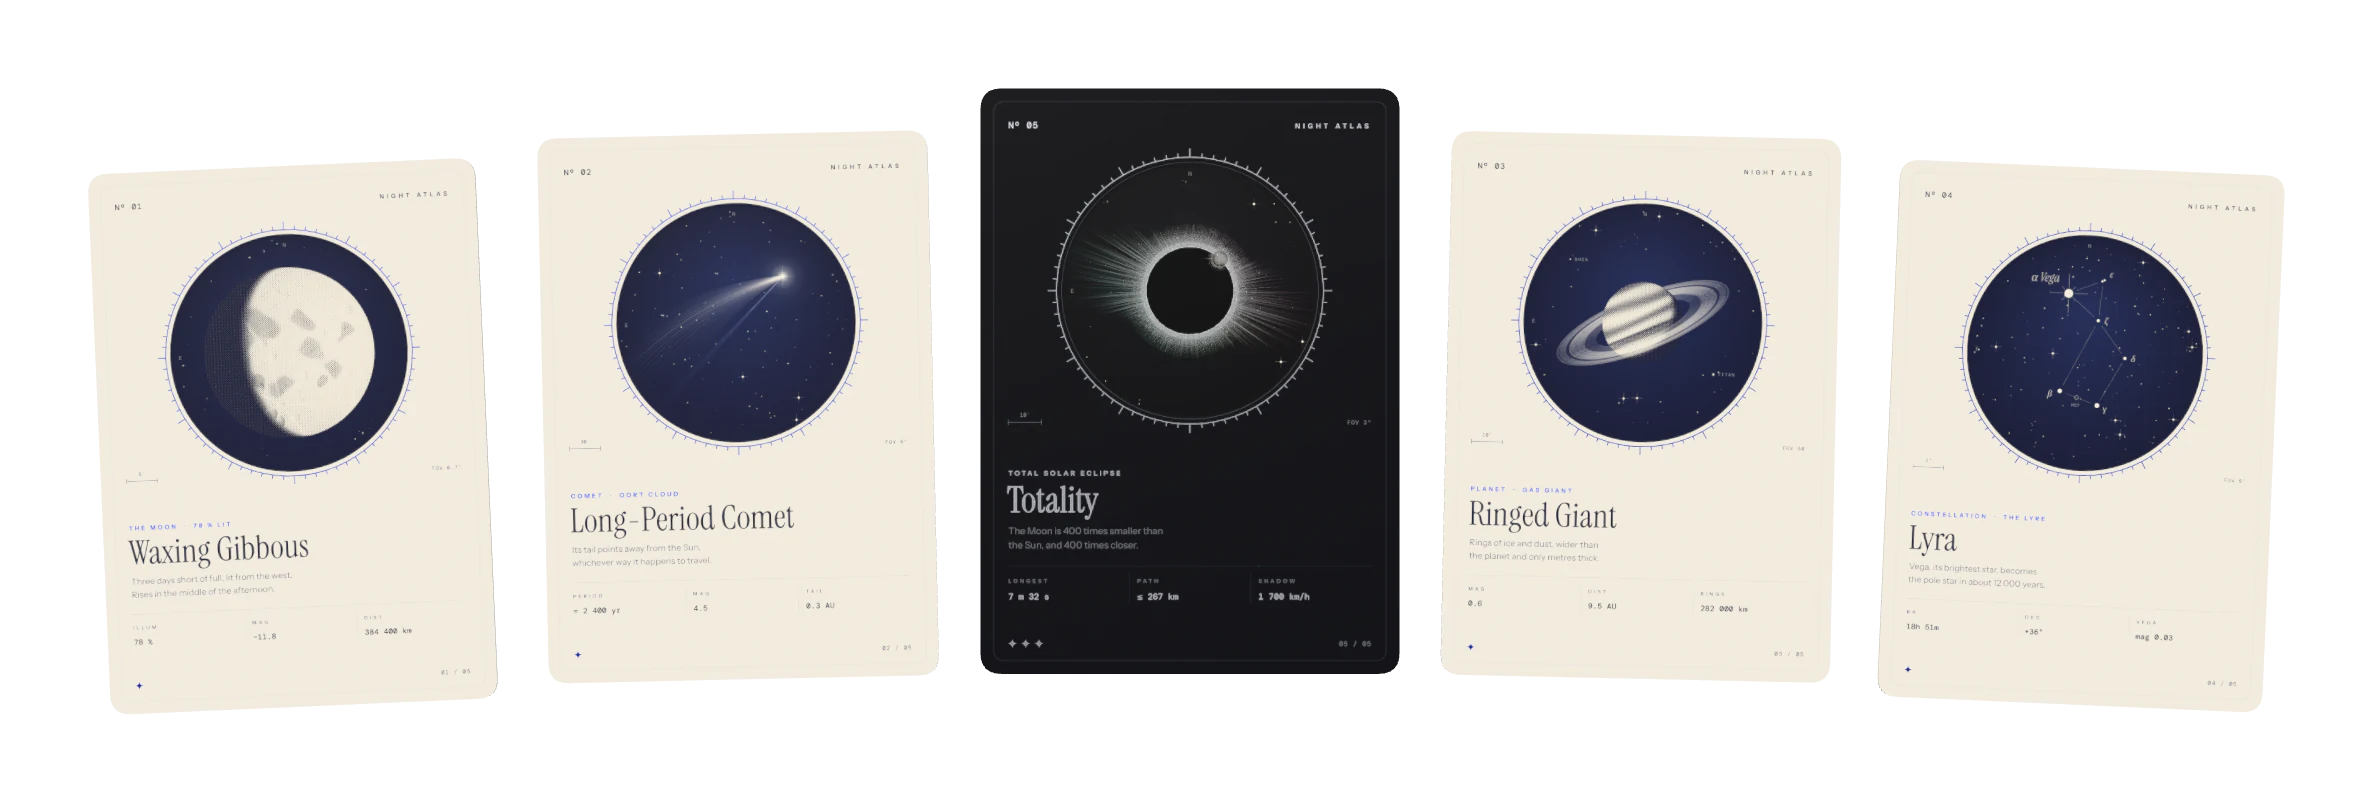 Nº 01
NIGHT ATLAS
N
E
THE MOON · 78 % LIT
Waxing Gibbous
Three days short of full, lit from the west.
Rises in the middle of the afternoon.
ILLUM
MAG
DIST
78 %
−11.8
384 400 km
01 / 05
Nº 02
NIGHT ATLAS
N
COMET · OORT CLOUD
Long-Period Comet
Its tail points away from the Sun,
whichever way it happens to travel.
PERIOD
MAG
TAIL
≈ 2 400 yr
4.5
0.3 AU
02 / 05
Nº 05
NIGHT ATLAS
N
E
10'
FOV 3°
TOTAL SOLAR ECLIPSE
Totality
The Moon is 400 times smaller than
the Sun, and 400 times closer.
LONGEST
PATH
SHADOW
7 m 32 s
≤ 267 km
1 700 km/h
05 / 05
Nº 03
NIGHT ATLAS
N
E
RHEA
TITAN
PLANET · GAS GIANT
Ringed Giant
Rings of ice and dust, wider than
the planet and only metres thick.
MAG
DIST
RINGS
0.6
9.5 AU
282 000 km
03 / 05
Nº 04
NIGHT ATLAS
N
α Vega
ε
ζ
δ
β
γ
M57
CONSTELLATION · THE LYRE
Lyra
Vega, its brightest star, becomes
the pole star in about 12 000 years.
RA
DEC
VEGA
18h 51m
+36°
mag 0.03
04 / 05